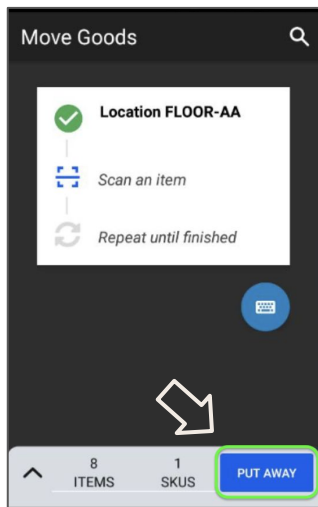 Move Goods
Location FLOOR-AA
Scan an item
Repeat until finished
8 1
ITEMS SKUS PUT AWAY